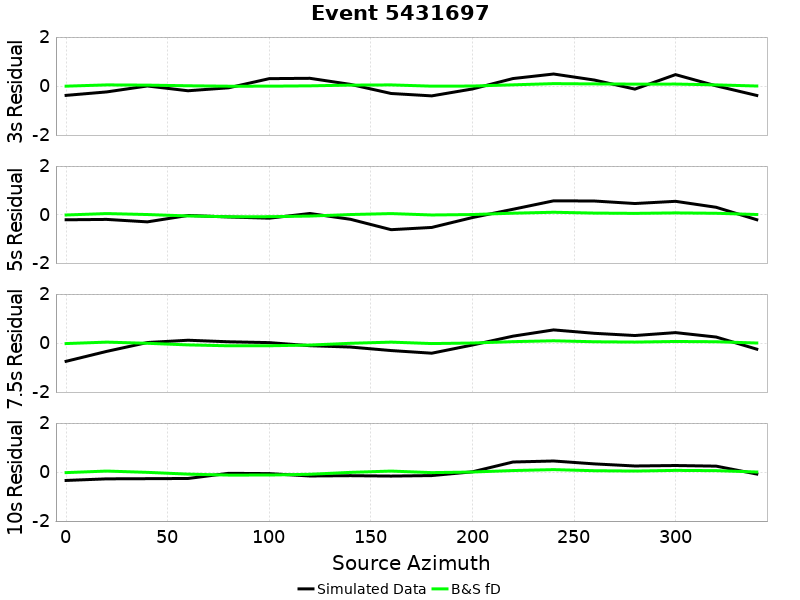 Event 5431697
2
0
-2
3s Residual
2
0
-2
5s Residual
2
0
-2
7.5s Residual
2
0
-2
10s Residual
0 50 100 150 200 250 300
Source Azimuth
Simulated Data B&S fD